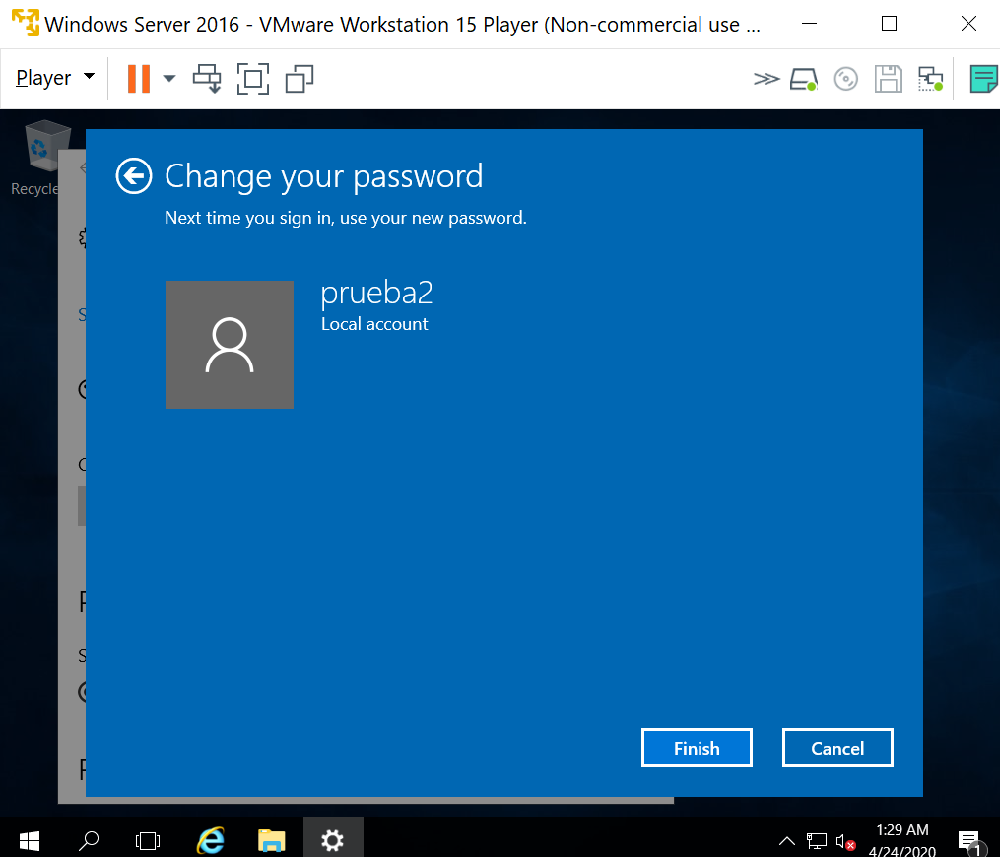 Windows Server 2016 - VMware Workstation 15 Player (Non-commercial use ...
Player
Recycle
Change your password
Next time you sign in, use your new password.
prueba2
Local account
Finish
Cancel
1:29 AM
4/24/2020
1